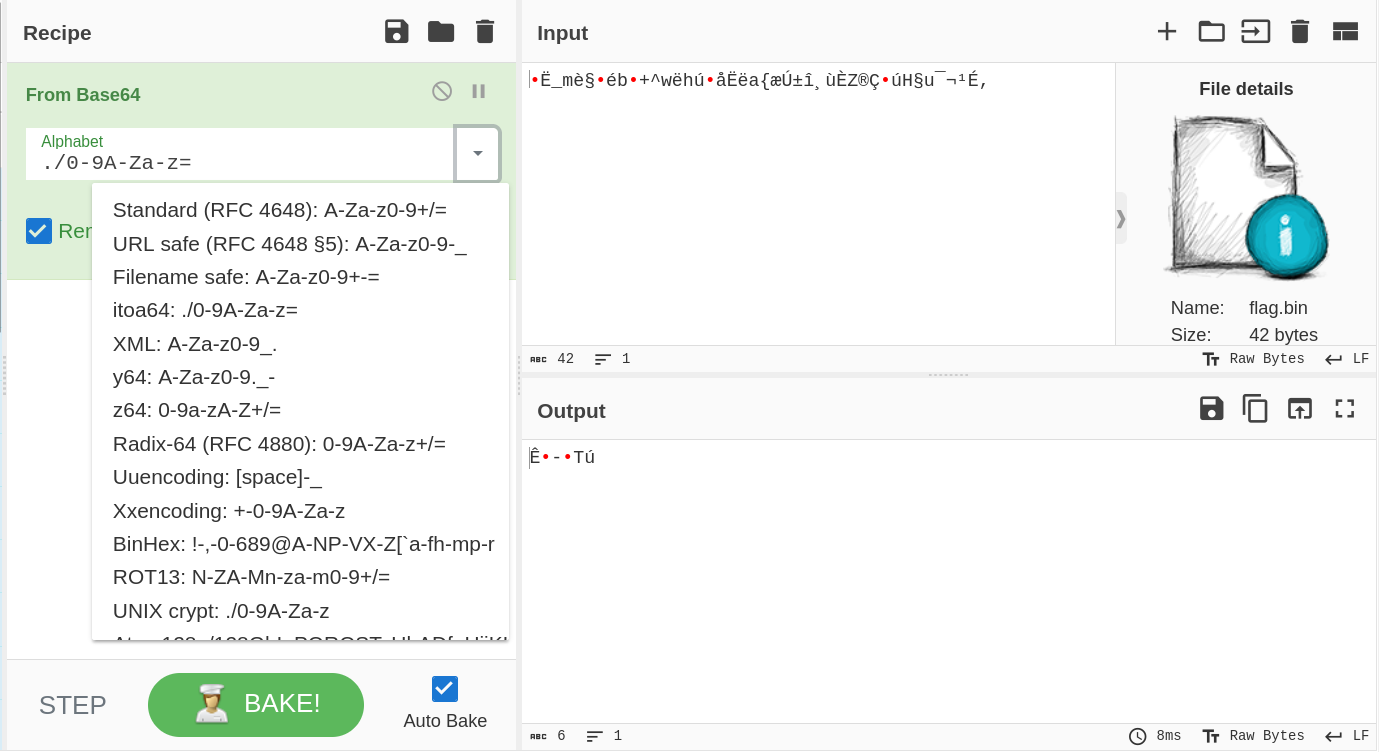 Recipe
From Base64
Alphabet
./0-9A-Za-z=
Standard (RFC 4648): A-Za-z0-9+/=
URL safe (RFC 4648 §5): A-Za-z0-9-_
Filename safe: A-Za-z0-9+-=
itoa64: ./0-9A-Za-z=
XML: A-Za-z0-9_.
y64: A-Za-z0-9._-
z64: 0-9a-zA-Z+/=
Radix-64 (RFC 4880): 0-9A-Za-z+/=
Uuencoding: [space]-_
Xxencoding: +-0-9A-Za-z
BinHex: !-,-0-689@A-NP-VX-Z[`a-fh-mp-r
ROT13: N-ZA-Mn-za-m0-9+/=
UNIX crypt: ./0-9A-Za-z
STEP
BAKE!
Auto Bake
Input
•Ë_mè§•éb•+^wëhú•åËëa{æÚ±î¸ùÈZ®Ç•úH§u¯¬¹É,
File details
Name: flag.bin
Size: 42 bytes
ABC 42 1
Raw Bytes LF
Output
Ê•-•Tú
ABC 6 1
8ms Raw Bytes LF